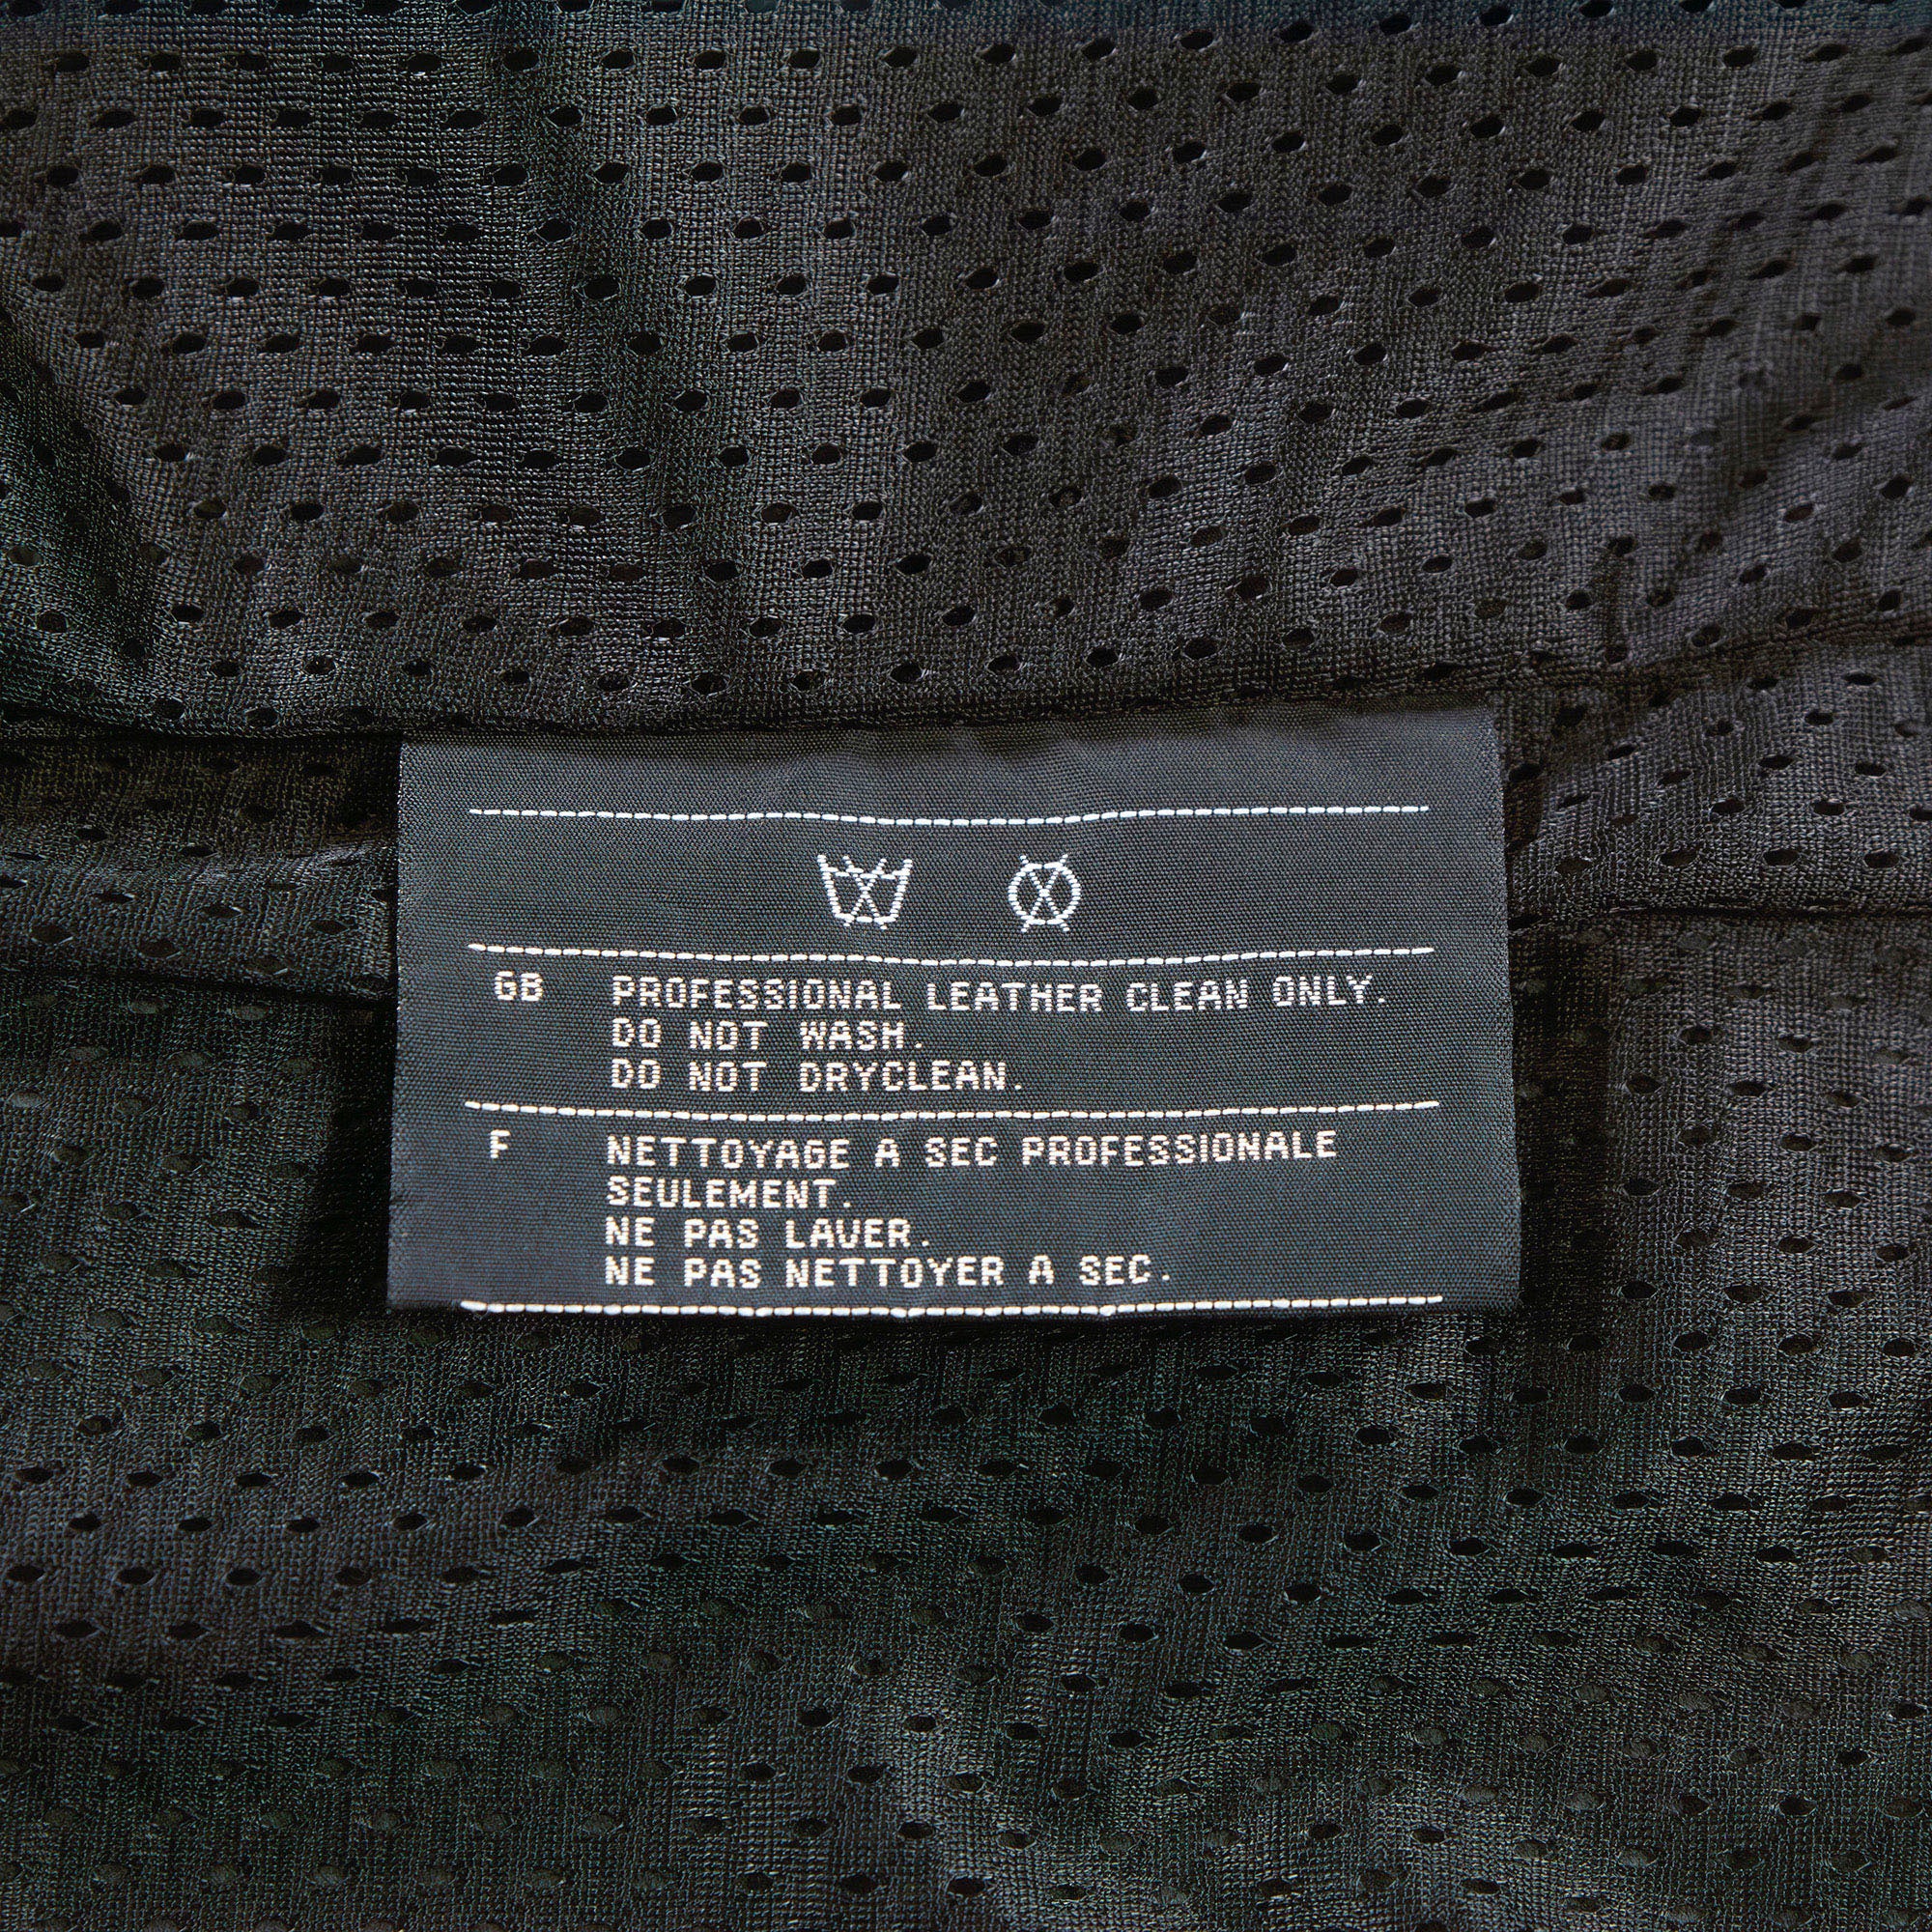 GB PROFESSIONAL LEATHER CLEAN ONLY.
DO NOT WASH.
DO NOT DRYCLEAN.
F NETTOYAGE A SEC PROFESSIONALE
SEULEMENT.
NE PAS LAVER.
NE PAS NETTOYER A SEC.